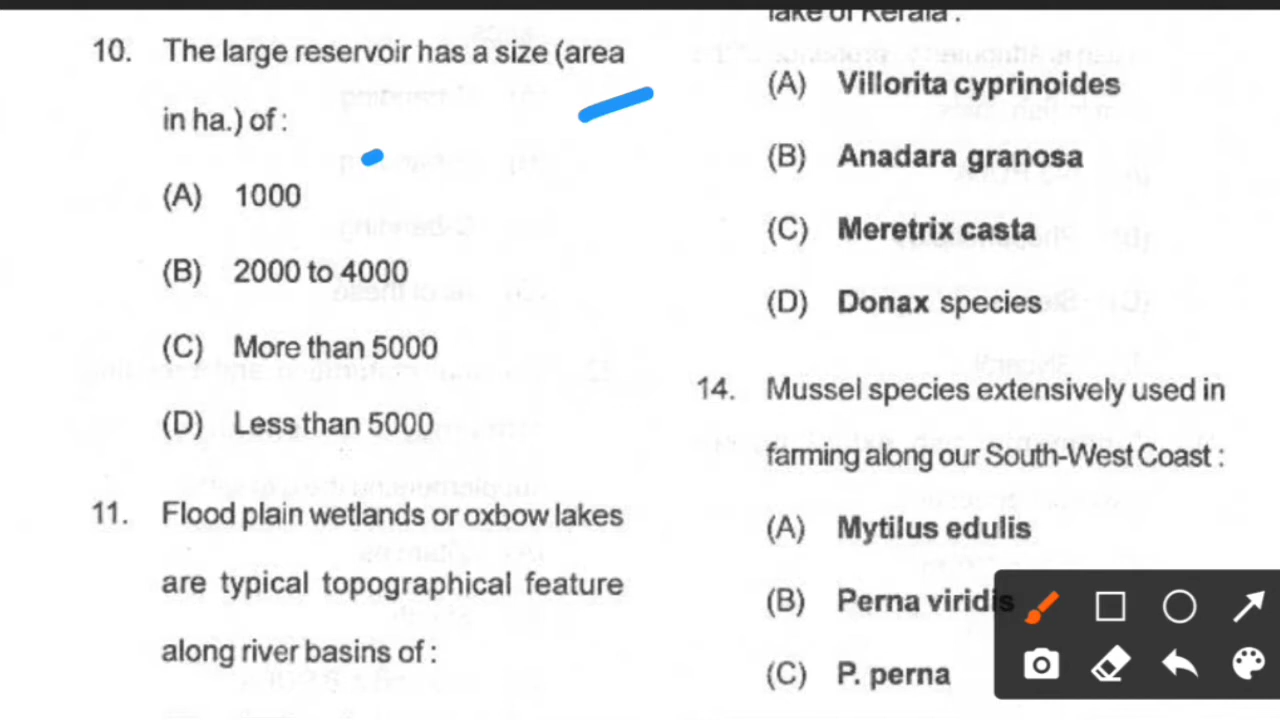 10. The large reservoir has a size (area
in ha.) of :
(A) 1000
(B) 2000 to 4000
(C) More than 5000
(D) Less than 5000
11. Flood plain wetlands or oxbow lakes
are typical topographical feature
along river basins of :
lake of Kerala :
(A) Villorita cyprinoides
(B) Anadara granosa
(C) Meretrix casta
(D) Donax species
14. Mussel species extensively used in
farming along our South-West Coast :
(A) Mytilus edulis
(B) Perna viridis
(C) P. perna